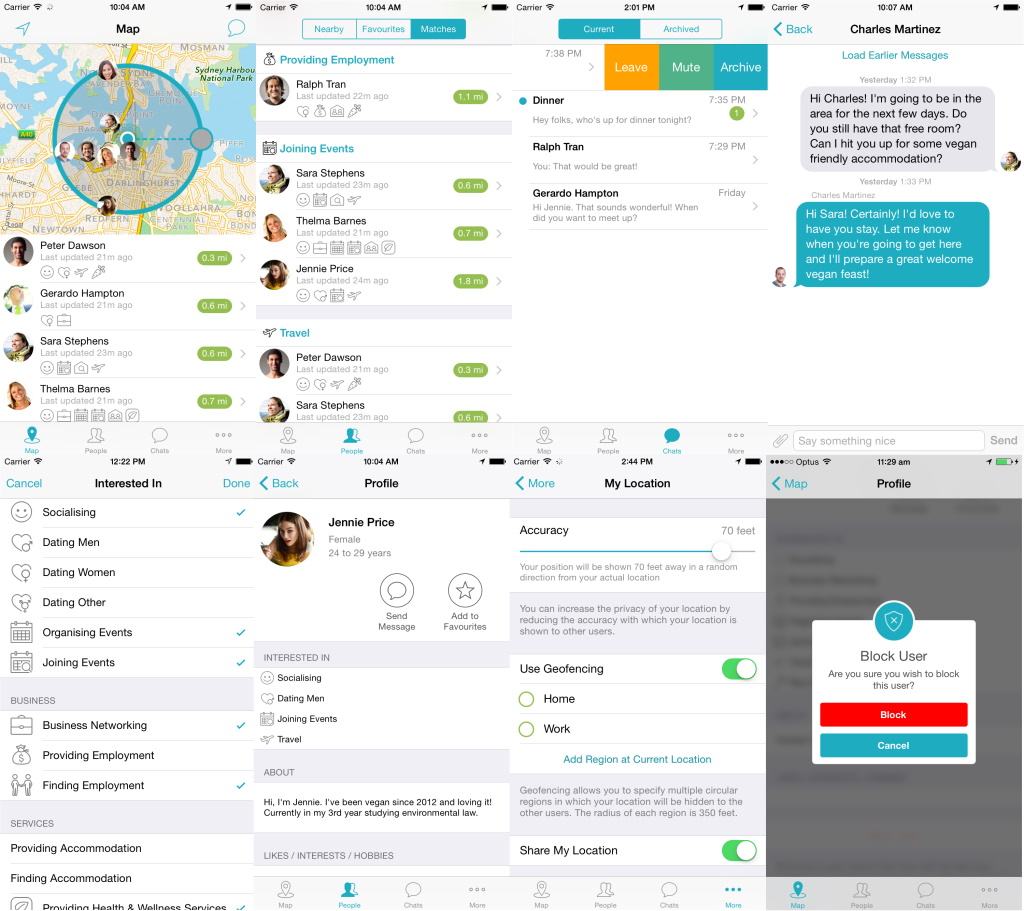 Carrier
10:04 AM
Map
MOSMAN
Sydney Harbour
National Park
A40
DARLINGHURST
GLEBE
REDFERN
WOOLLAHRA
CENTENNIAL
PARK
NEWTOWN
Peter Dawson
Last updated 21m ago
0.3 mi
Gerardo Hampton
Last updated 21m ago
0.6 mi
Sara Stephens
Last updated 23m ago
0.6 mi
Thelma Barnes
Last updated 21m ago
0.7 mi
Map
People
Chats
More
Carrier
10:04 AM
Nearby
Favourites
Matches
Providing Employment
Ralph Tran
Last updated 22m ago
1.1 mi
Joining Events
Sara Stephens
Last updated 23m ago
0.6 mi
Thelma Barnes
Last updated 21m ago
0.7 mi
Jennie Price
Last updated 24m ago
1.8 mi
Travel
Peter Dawson
Last updated 21m ago
0.3 mi
Sara Stephens
Last updated 23m ago
0.6 mi
Map
People
Chats
More
Carrier
2:01 PM
Current
Archived
7:38 PM
Leave
Mute
Archive
Dinner
7:35 PM
Hey folks, who's up for dinner tonight?
1
Ralph Tran
7:29 PM
You: That would be great!
Gerardo Hampton
Friday
Hi Jennie. That sounds wonderful! When
did you want to meet up?
Map
People
Chats
More
Carrier
10:07 AM
Back
Charles Martinez
Load Earlier Messages
Yesterday 1:32 PM
Hi Charles! I'm going to be in the
area for the next few days. Do
you still have that free room?
Can I hit you up for some vegan
friendly accommodation?
Yesterday 1:33 PM
Charles Martinez
Hi Sara! Certainly! I'd love to
have you stay. Let me know
when you're going to get here
and I'll prepare a great welcome
vegan feast!
Say something nice
Send
Carrier
12:22 PM
Cancel
Interested In
Done
Socialising
Dating Men
Dating Women
Dating Other
Organising Events
Joining Events
BUSINESS
Business Networking
Providing Employment
Finding Employment
SERVICES
Providing Accommodation
Finding Accommodation
Providing Health & Wellness Services
Carrier
10:04 AM
Back
Profile
Jennie Price
Female
24 to 29 years
Send
Message
Add to
Favourites
INTERESTED IN
Socialising
Dating Men
Joining Events
Travel
ABOUT
Hi, I'm Jennie. I've been vegan since 2012 and loving it!
Currently in my 3rd year studying environmental law.
LIKES / INTERESTS / HOBBIES
Map
People
Chats
More
Carrier
2:44 PM
More
My Location
Accuracy
70 feet
Your position will be shown 70 feet away in a random
direction from your actual location
You can increase the privacy of your location by
reducing the accuracy with which your location is
shown to other users.
Use Geofencing
Home
Work
Add Region at Current Location
Geofencing allows you to specify multiple circular
regions in which your location will be hidden to the
other users. The radius of each region is 350 feet.
Share My Location
Map
People
Chats
More
Optus
11:29 am
Map
Profile
Block User
Are you sure you wish to block
this user?
Block
Cancel
Map
People
Chats
More